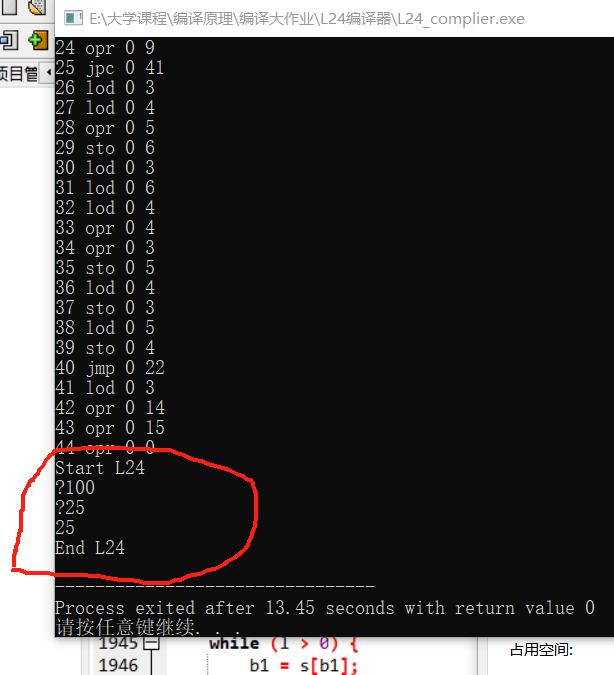 E:\大学课程\编译原理\编译大作业\L24编译器\L24_complier.exe
24 opr 0 9
项目管
25 jpc 0 41
26 lod 0 3
27 lod 0 4
28 opr 0 5
29 sto 0 6
30 lod 0 3
31 lod 0 6
32 lod 0 4
33 opr 0 4
34 opr 0 3
35 sto 0 5
36 lod 0 4
37 sto 0 3
38 lod 0 5
39 sto 0 4
40 jmp 0 22
41 lod 0 3
42 opr 0 14
43 opr 0 15
44 opr 0 0
Start L24
?100
?25
25
End L24
--------------------------------
Process exited after 13.45 seconds with return value 0
请按任意键继续. . .
1945 while (l > 0) {
1946 b1 = s[b1];
占用空间: